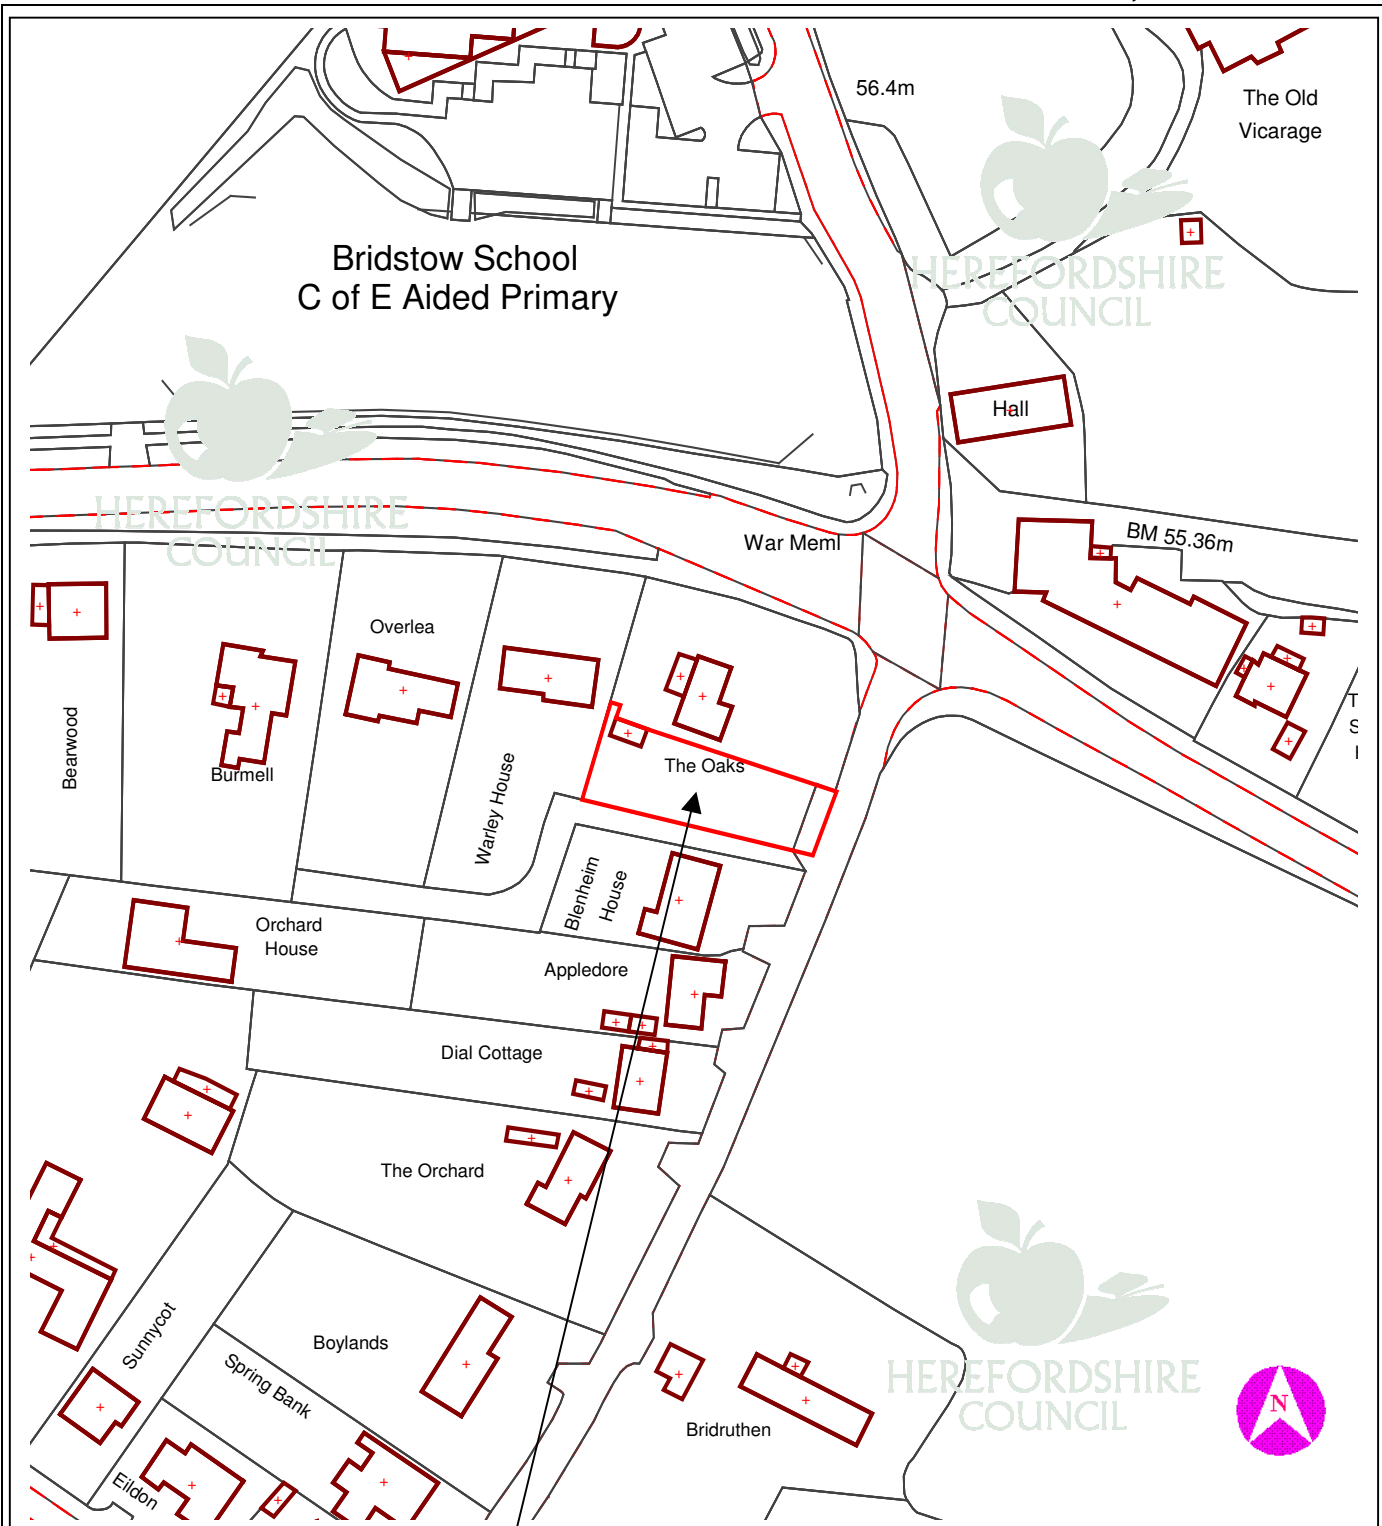 56.4m
The Old
Vicarage
HEREFORDSHIRE
COUNCIL
Bridstow School
C of E Aided Primary
Hall
HEREFORDSHIRE
COUNCIL
War Meml
BM 55.36m
Overlea
Bearwood
Burmell
Warley House
The Oaks
Blenheim
House
Orchard
House
Appledore
Dial Cottage
The Orchard
Sunnycot
Boylands
Spring Bank
HEREFORDSHIRE
COUNCIL
N
Bridruthen
Eildon